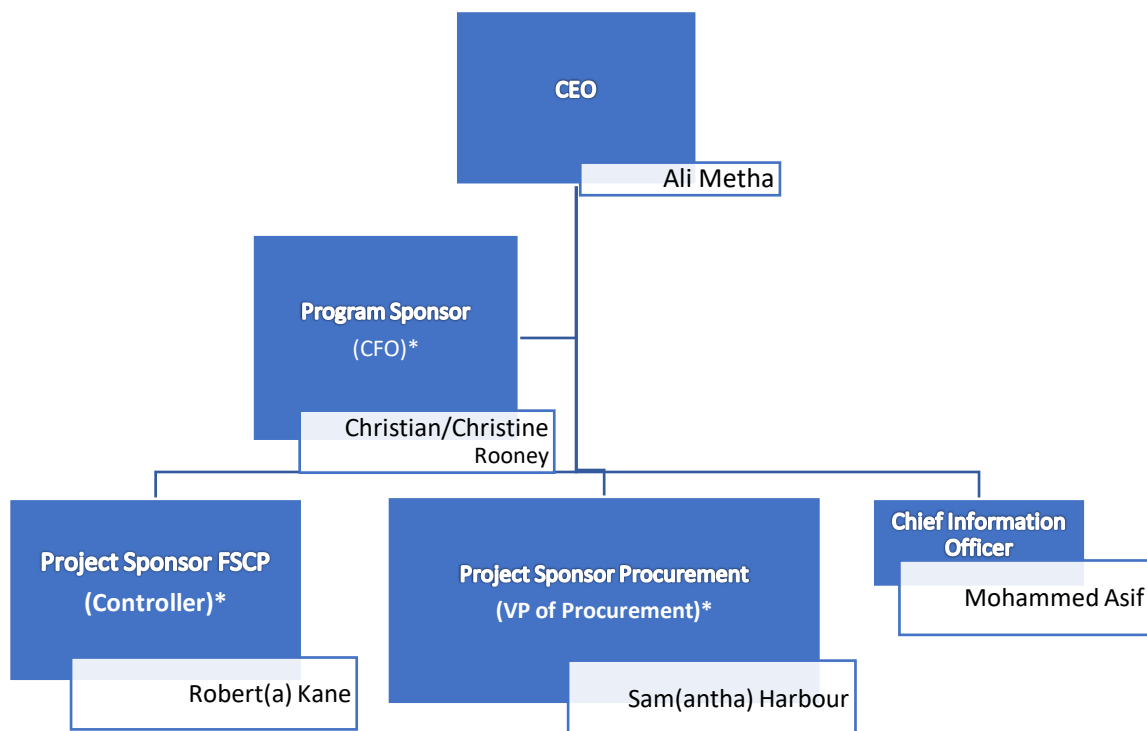 CEO
Ali Metha
Program Sponsor
(CFO)*
Christian/Christine
Rooney
Project Sponsor FSCP
(Controller)*
Robert(a) Kane
Project Sponsor Procurement
(VP of Procurement)*
Sam(antha) Harbour
Chief Information
Officer
Mohammed Asif